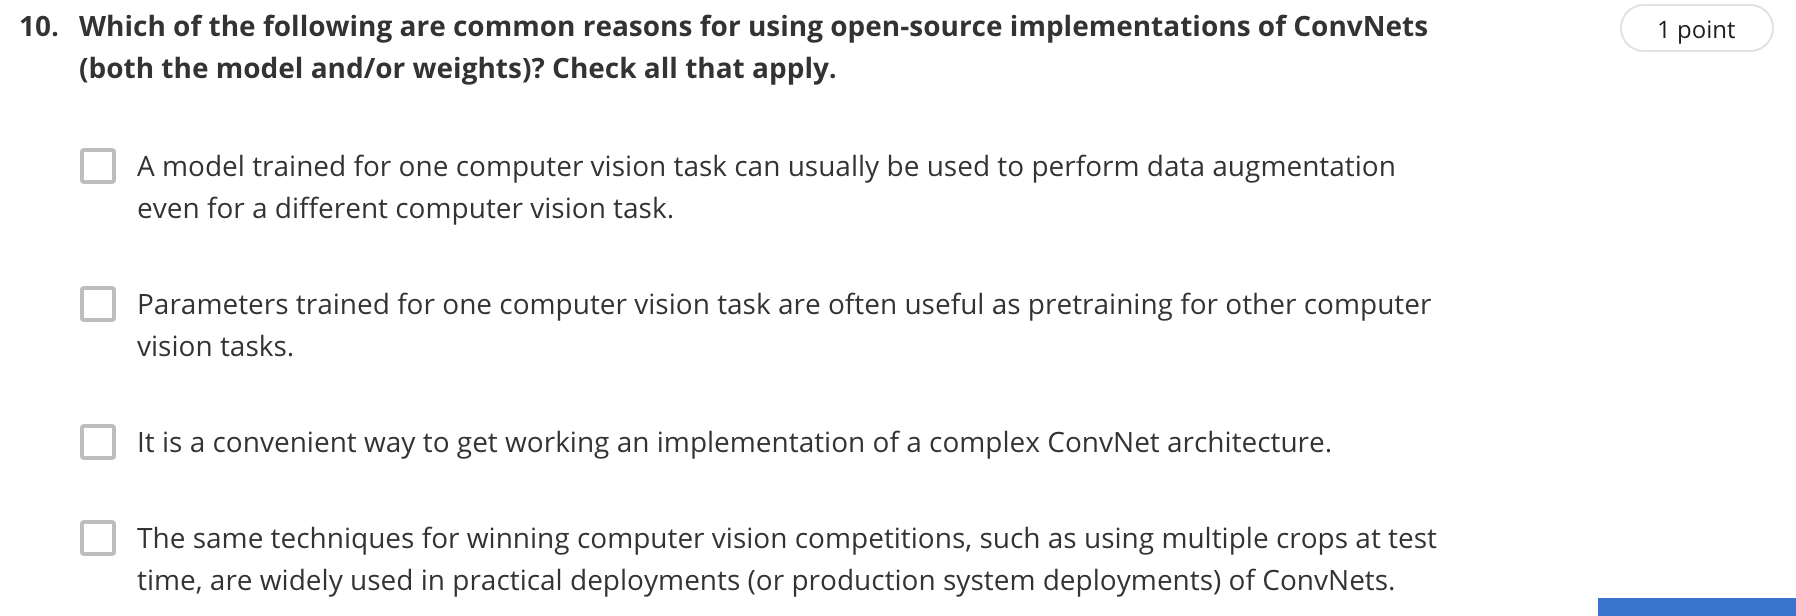 10. Which of the following are common reasons for using open-source implementations of ConvNets
(both the model and/or weights)? Check all that apply.
1 point
A model trained for one computer vision task can usually be used to perform data augmentation
even for a different computer vision task.
Parameters trained for one computer vision task are often useful as pretraining for other computer
vision tasks.
It is a convenient way to get working an implementation of a complex ConvNet architecture.
The same techniques for winning computer vision competitions, such as using multiple crops at test
time, are widely used in practical deployments (or production system deployments) of ConvNets.